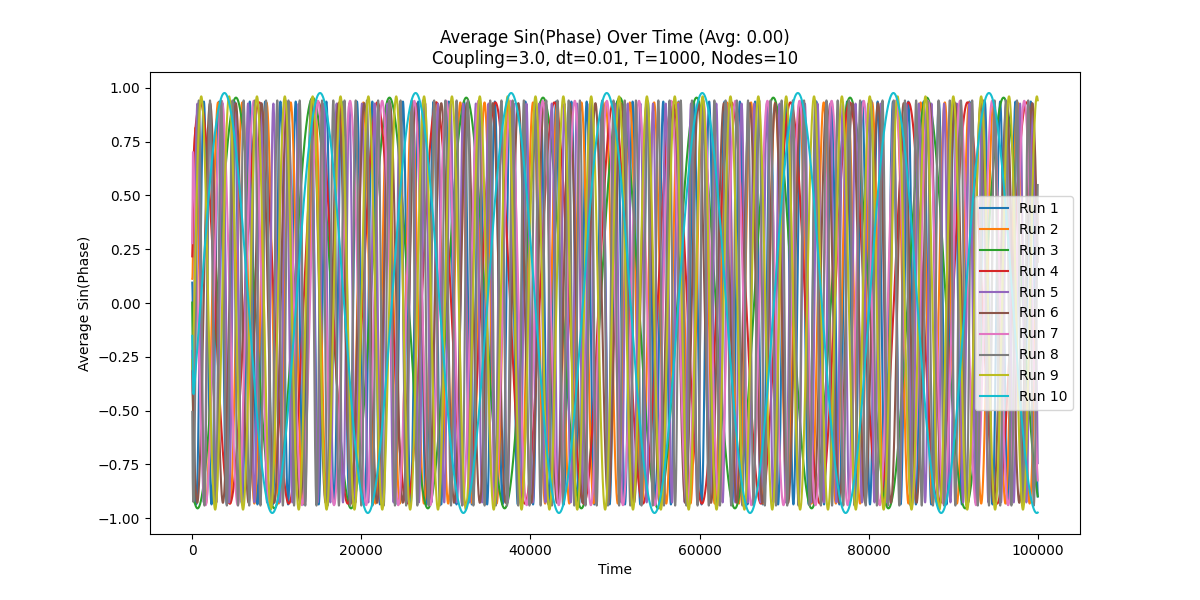 Average Sin(Phase) Over Time (Avg: 0.00)
Coupling=3.0, dt=0.01, T=1000, Nodes=10
Average Sin(Phase)
1.00
0.75
0.50
0.25
0.00
−0.25
−0.50
−0.75
−1.00
Run 1
Run 2
Run 3
Run 4
Run 5
Run 6
Run 7
Run 8
Run 9
Run 10
0
20000
40000
60000
80000
100000
Time